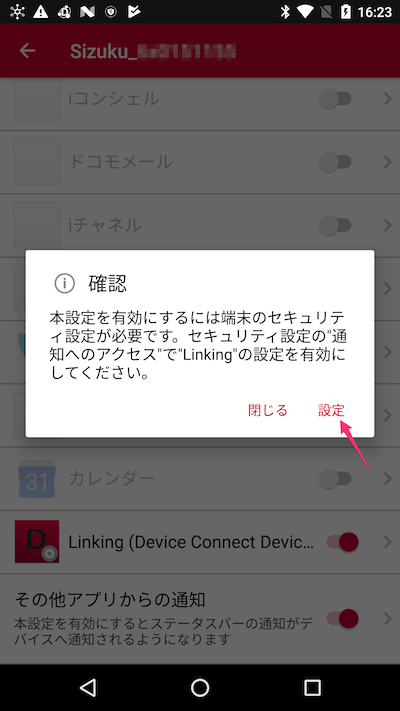 16:23
Sizuku_
iコンシェル
ドコモメール
iチャネル
確認
本設定を有効にするには端末のセキュリテ
ィ設定が必要です。セキュリティ設定の"通
知へのアクセス"で"Linking"の設定を有効に
してください。
閉じる 設定
31 カレンダー
D Linking (Device Connect Devic...
その他アプリからの通知
本設定を有効にするとステータスバーの通知がデ
バイスへ通知されるようになります